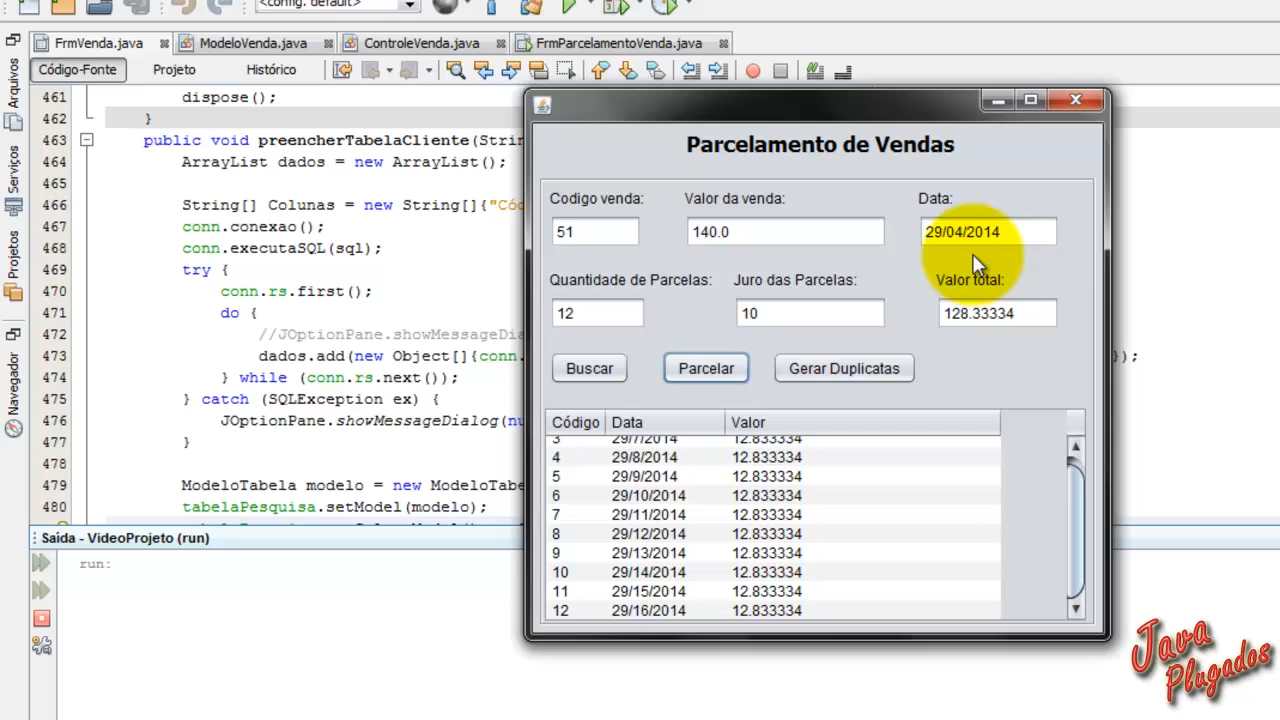 <config. default>
FrmVenda.java
ModeloVenda.java
ControleVenda.java
FrmParcelamentoVenda.java
Código-Fonte
Projeto
Histórico
Arquivos
Serviços
Projetos
Navegador
461 dispose();
462 }
463 public void preencherTabelaCliente(Strin
464 ArrayList dados = new ArrayList();
465
466 String[] Colunas = new String[]{"Có
467 conn.conexao();
468 conn.executaSQL(sql);
469 try {
470 conn.rs.first();
471 do {
472 //JOptionPane.showMessageDia
473 dados.add(new Object[]{conn. });
474 } while (conn.rs.next());
475 } catch (SQLException ex) {
476 JOptionPane.showMessageDialog(nu
477 }
478
479 ModeloTabela modelo = new ModeloTabe
480 tabelaPesquisa.setModel(modelo);
Saída - VideoProjeto (run)
run:
Parcelamento de Vendas
Codigo venda: Valor da venda: Data:
51 140.0 29/04/2014
Quantidade de Parcelas: Juro das Parcelas: Valor total:
12 10 128.33334
Buscar Parcelar Gerar Duplicatas
Código Data Valor
3 29/7/2014 12.833334
4 29/8/2014 12.833334
5 29/9/2014 12.833334
6 29/10/2014 12.833334
7 29/11/2014 12.833334
8 29/12/2014 12.833334
9 29/13/2014 12.833334
10 29/14/2014 12.833334
11 29/15/2014 12.833334
12 29/16/2014 12.833334
Java
Plugados